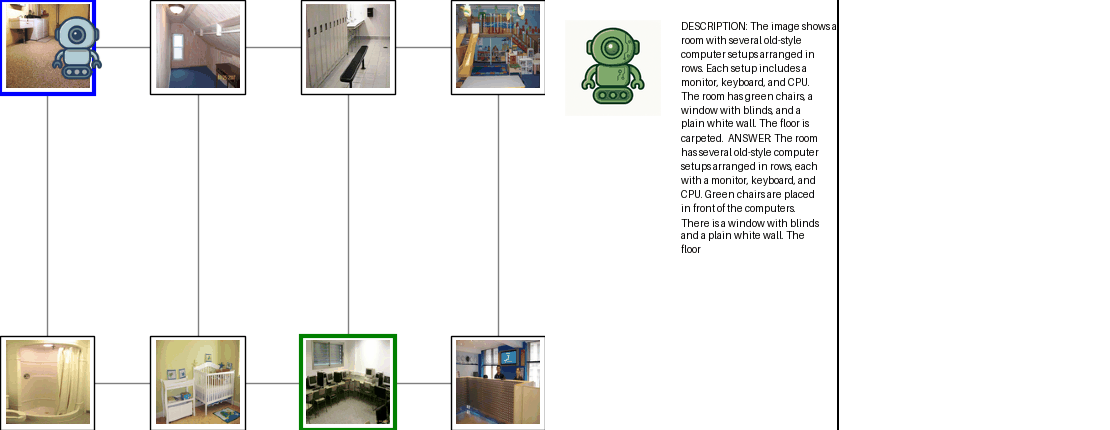 DESCRIPTION: The image shows a
room with several old-style
computer setups arranged in
rows. Each setup includes a
monitor, keyboard, and CPU.
The room has green chairs, a
window with blinds, and a
plain white wall. The floor is
carpeted.  ANSWER: The room
has several old-style computer
setups arranged in rows, each
with a monitor, keyboard, and
CPU. Green chairs are placed
in front of the computers.
There is a window with blinds
and a plain white wall. The
floor